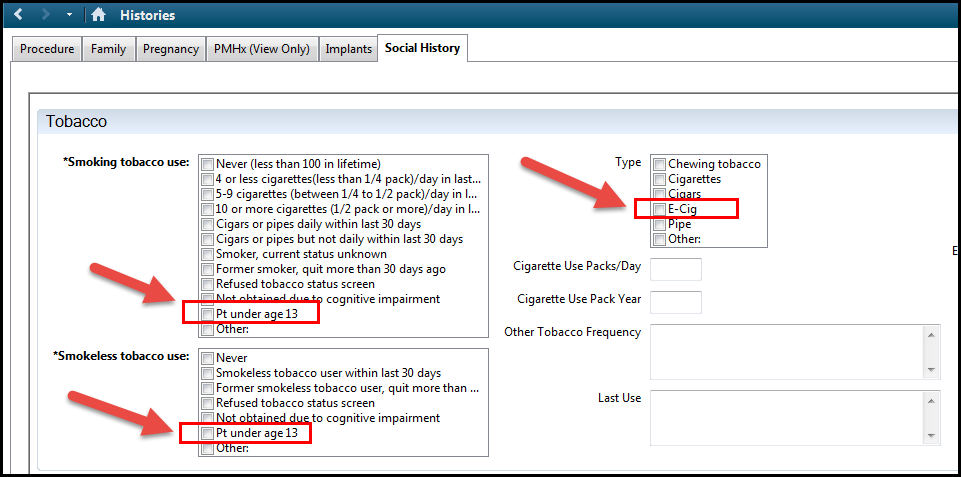 Histories
Procedure Family Pregnancy PMHx (View Only) Implants Social History
Tobacco
*Smoking tobacco use:
Never (less than 100 in lifetime)
4 or less cigarettes(less than 1/4 pack)/day in last...
5-9 cigarettes (between 1/4 to 1/2 pack)/day in l...
10 or more cigarettes (1/2 pack or more)/day in l...
Cigars or pipes daily within last 30 days
Cigars or pipes but not daily within last 30 days
Smoker, current status unknown
Former smoker, quit more than 30 days ago
Refused tobacco status screen
Not obtained due to cognitive impairment
Pt under age 13
Other:
*Smokeless tobacco use:
Never
Smokeless tobacco user within last 30 days
Former smokeless tobacco user, quit more than ...
Refused tobacco status screen
Not obtained due to cognitive impairment
Pt under age 13
Other:
Type
Chewing tobacco
Cigarettes
Cigars
E-Cig
Pipe
Other:
Cigarette Use Packs/Day
Cigarette Use Pack Year
Other Tobacco Frequency
Last Use
E